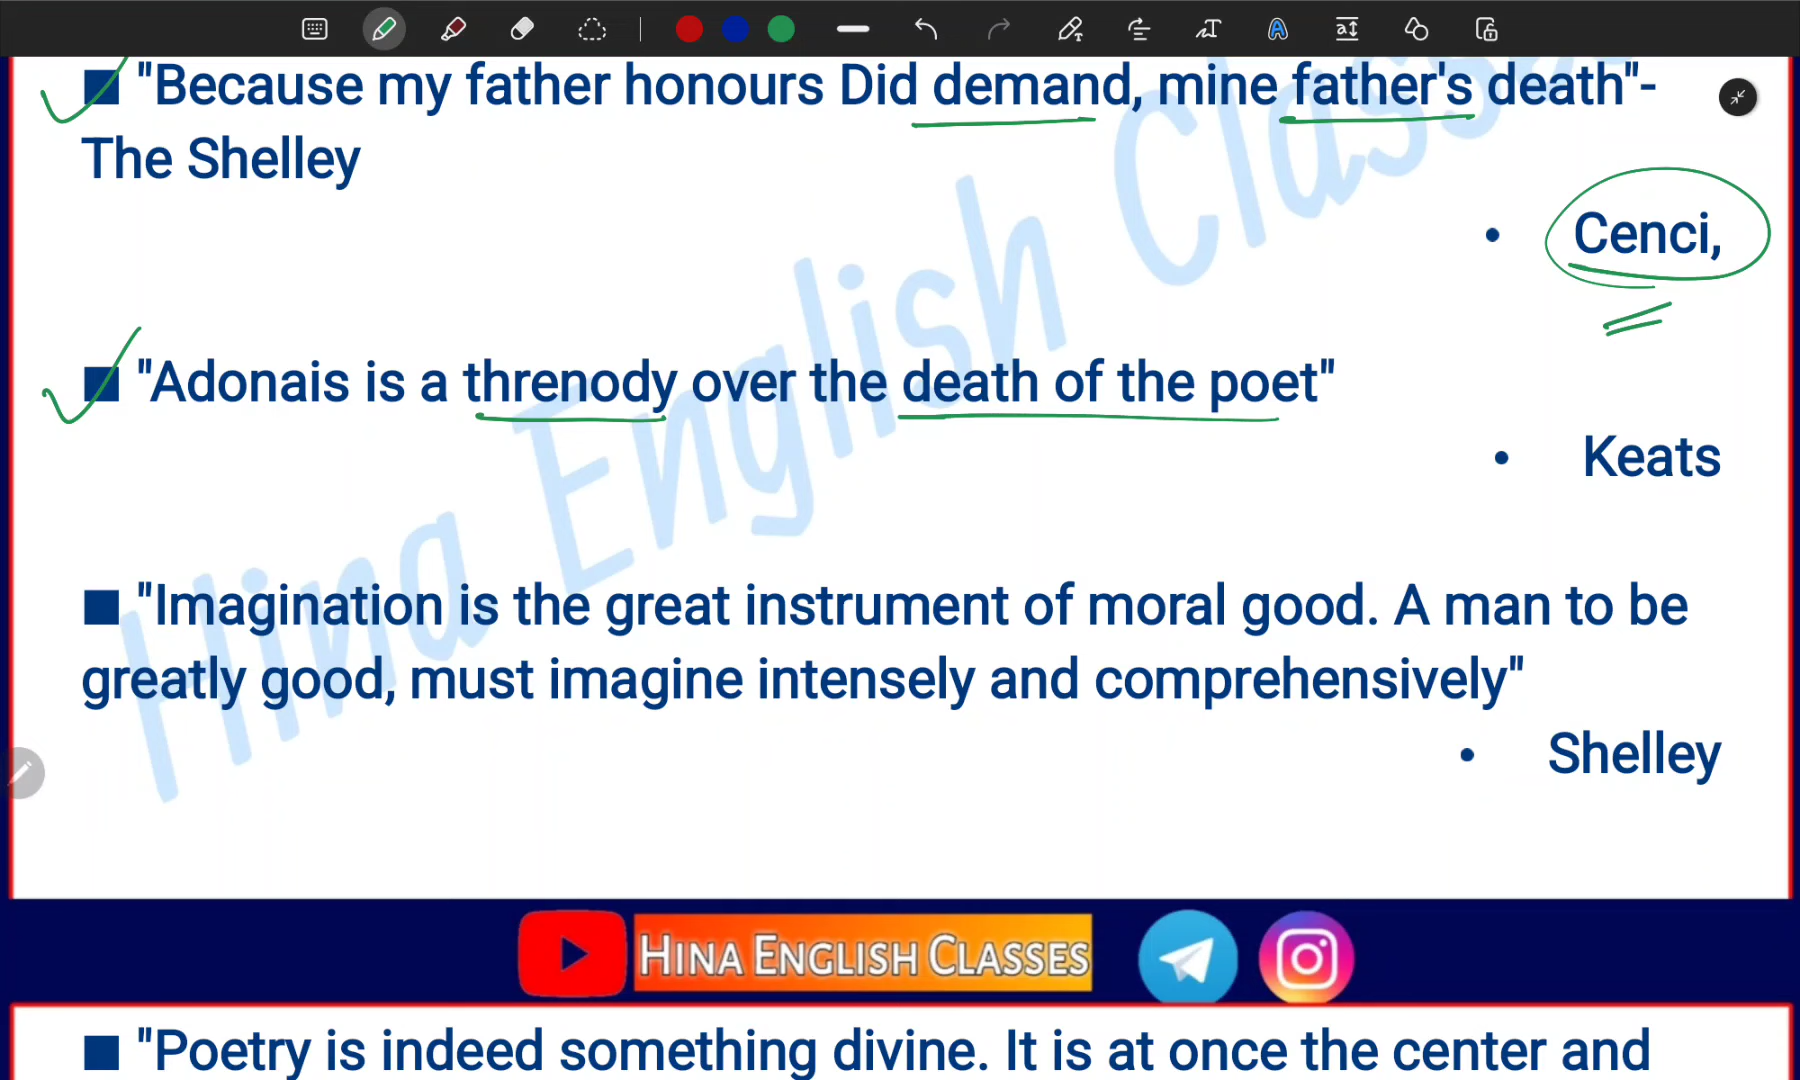 ■ "Because my father honours Did demand, mine father's death"-
The Shelley
• Cenci,
■ "Adonais is a threnody over the death of the poet"
• Keats
■ "Imagination is the great instrument of moral good. A man to be
greatly good, must imagine intensely and comprehensively"
• Shelley
Hina English Classes
HINA ENGLISH CLASSES
■ "Poetry is indeed something divine. It is at once the center and